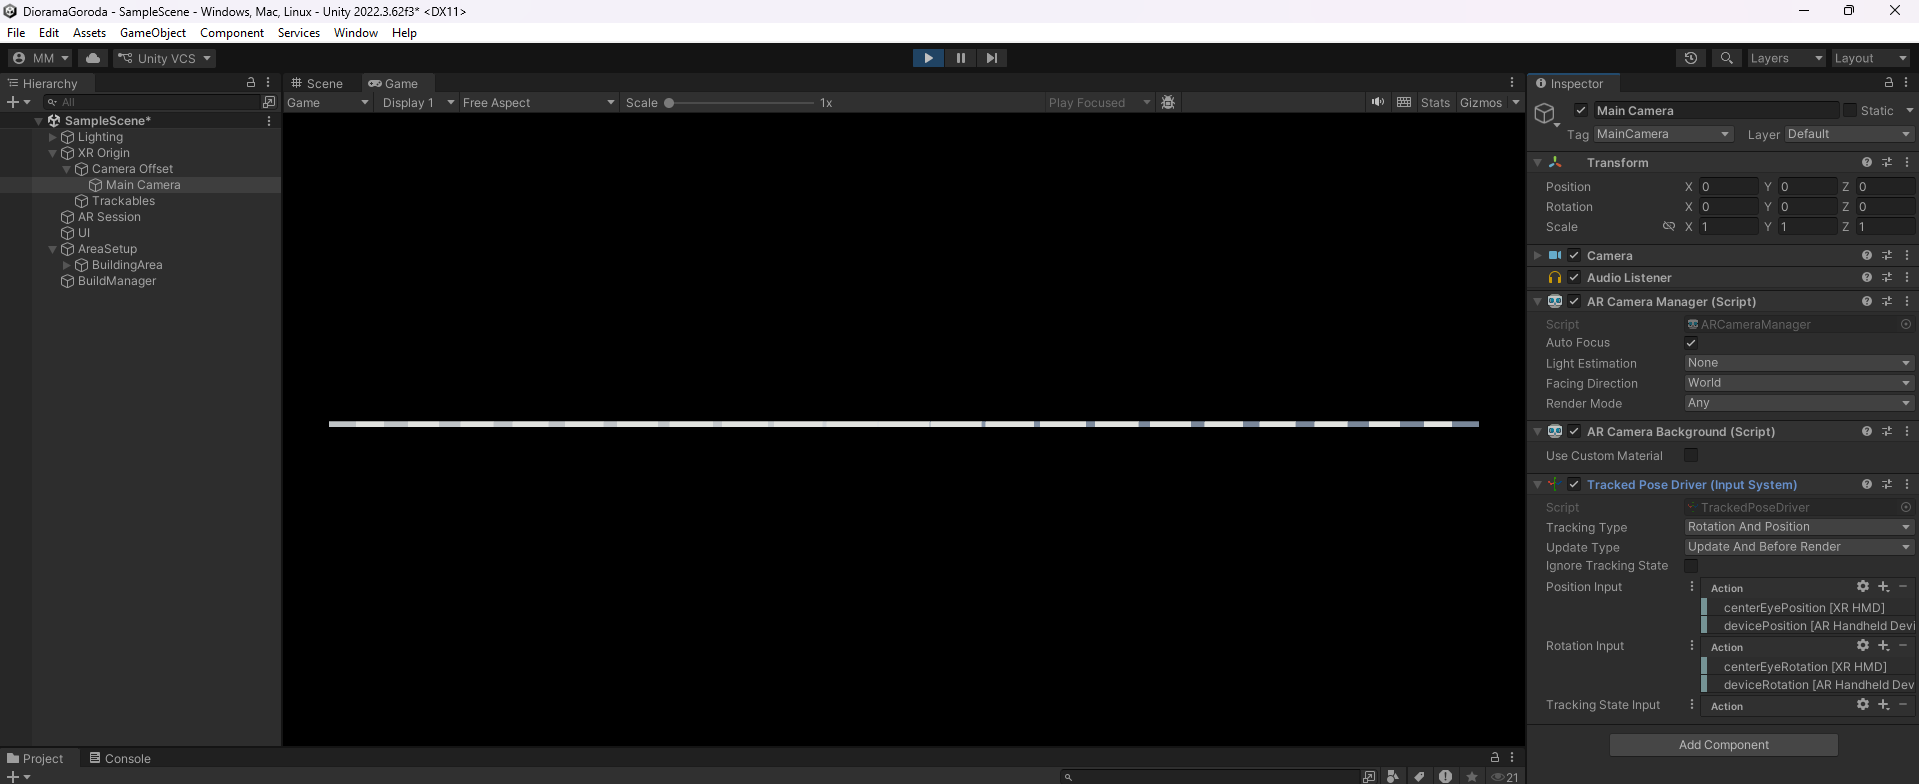 DioramaGoroda - SampleScene - Windows, Mac, Linux - Unity 2022.3.62f3* <DX11>
File Edit Assets GameObject Component Services Window Help
MM Unity VCS Layers Layout
Hierarchy
All
SampleScene*
Lighting
XR Origin
Camera Offset
Main Camera
Trackables
AR Session
UI
AreaSetup
BuildingArea
BuildManager
Scene Game
Game Display 1 Free Aspect Scale 1x Play Focused Stats Gizmos
Inspector
Main Camera Static
Tag MainCamera Layer Default
Transform
Position X 0 Y 0 Z 0
Rotation X 0 Y 0 Z 0
Scale X 1 Y 1 Z 1
Camera
Audio Listener
AR Camera Manager (Script)
Script ARCameraManager
Auto Focus
Light Estimation None
Facing Direction World
Render Mode Any
AR Camera Background (Script)
Use Custom Material
Tracked Pose Driver (Input System)
Script TrackedPoseDriver
Tracking Type Rotation And Position
Update Type Update And Before Render
Ignore Tracking State
Position Input Action
centerEyePosition [XR HMD]
devicePosition [AR Handheld Devi
Rotation Input Action
centerEyeRotation [XR HMD]
deviceRotation [AR Handheld Dev
Tracking State Input Action
Add Component
Project Console
21